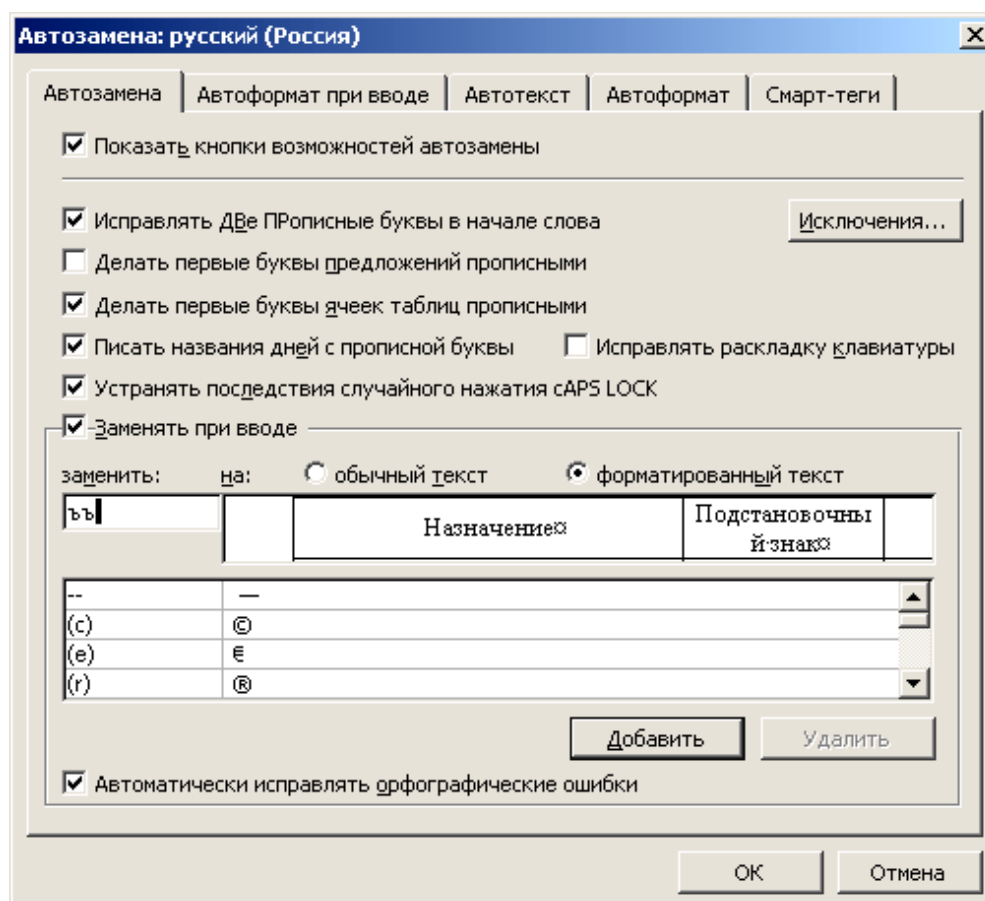 Автозамена: русский (Россия)
Автозамена Автоформат при вводе Автотекст Автоформат Смарт-теги
Показать кнопки возможностей автозамены
Исправлять ДВе ПРописные буквы в начале слова Исключения...
Делать первые буквы предложений прописными
Делать первые буквы ячеек таблиц прописными
Писать названия дней с прописной буквы Исправлять раскладку клавиатуры
Устранять последствия случайного нажатия cAPS LOCK
Заменять при вводе
заменить: на: обычный текст форматированный текст
ъъ Назначение¤ Подстановочны
й·знак¤
-- —
(c) ©
(e) €
(r) ®
Добавить Удалить
Автоматически исправлять орфографические ошибки
ОК Отмена